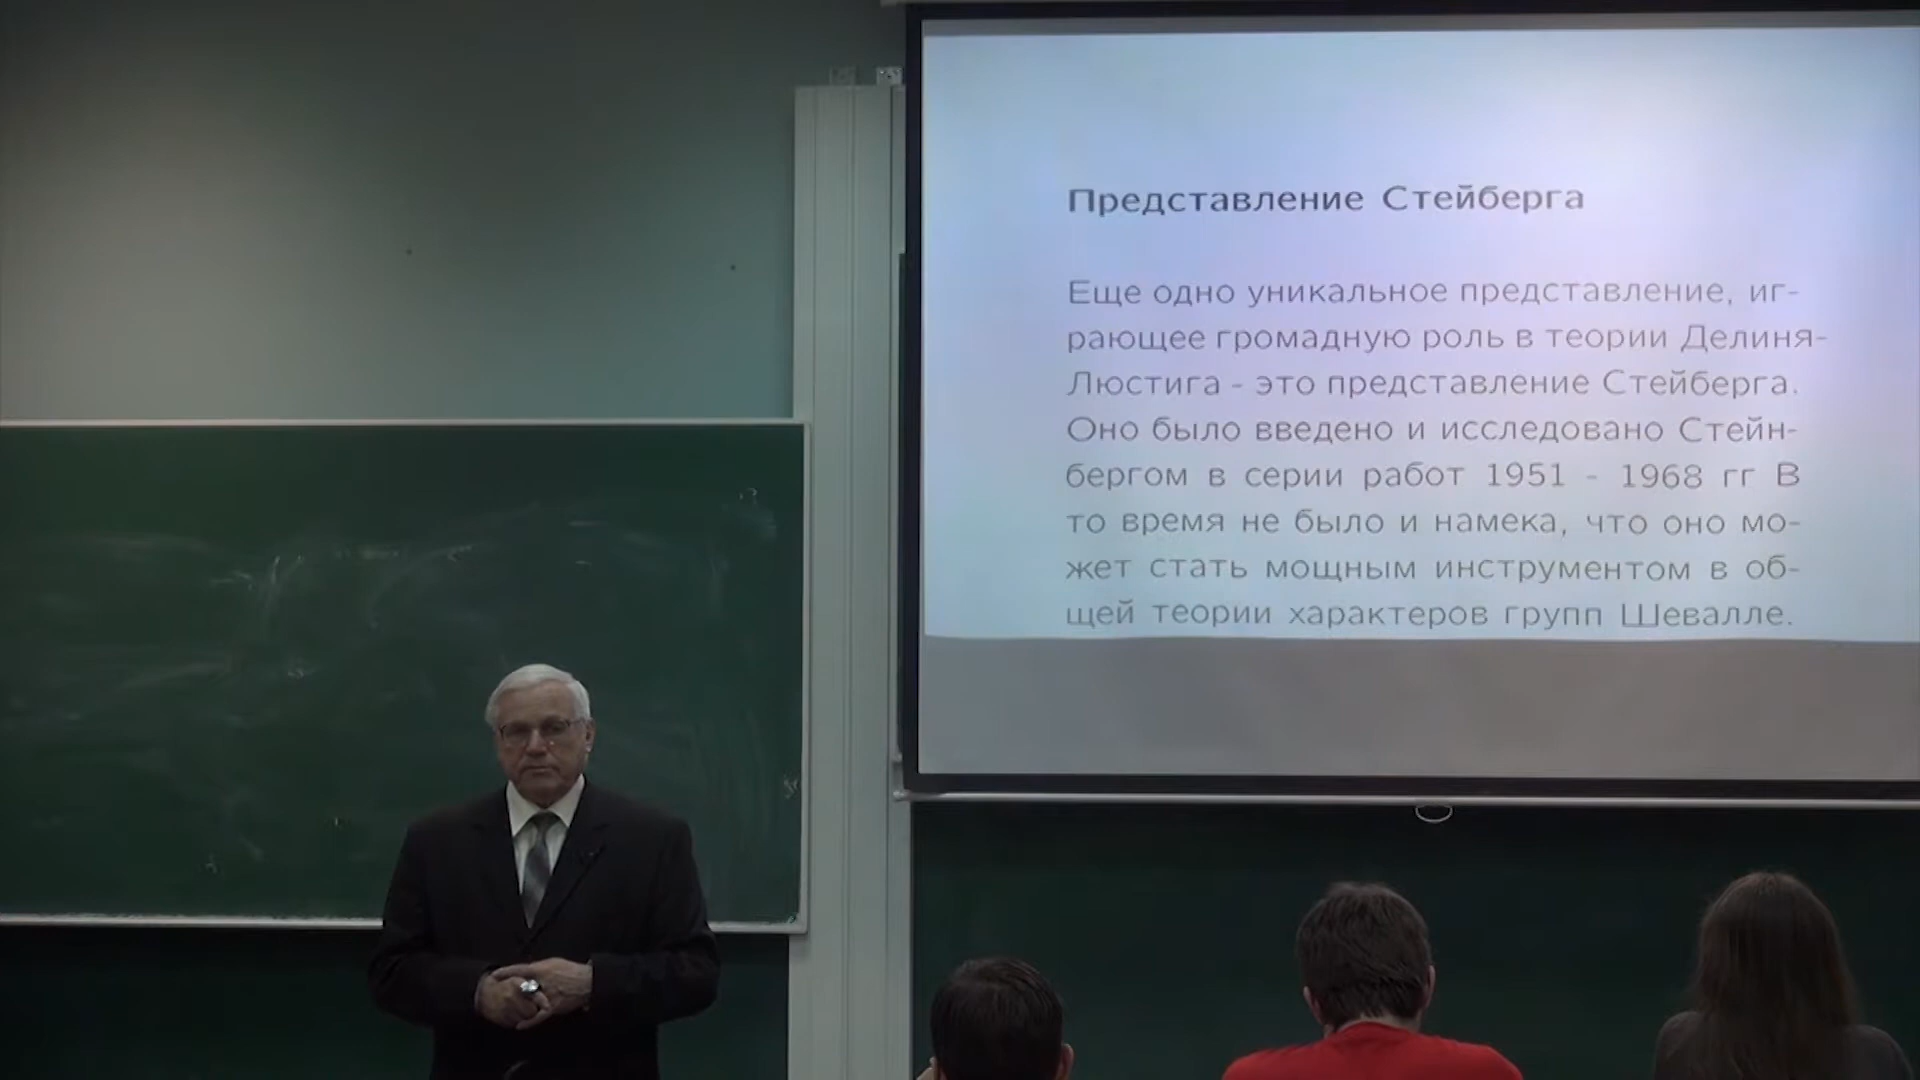 Представление Стейберга
Еще одно уникальное представление, иг-
рающее громадную роль в теории Делиня-
Люстига - это представление Стейберга.
Оно было введено и исследовано Стейн-
бергом в серии работ 1951 - 1968 гг В
то время не было и намека, что оно мо-
жет стать мощным инструментом в об-
щей теории характеров групп Шевалле.